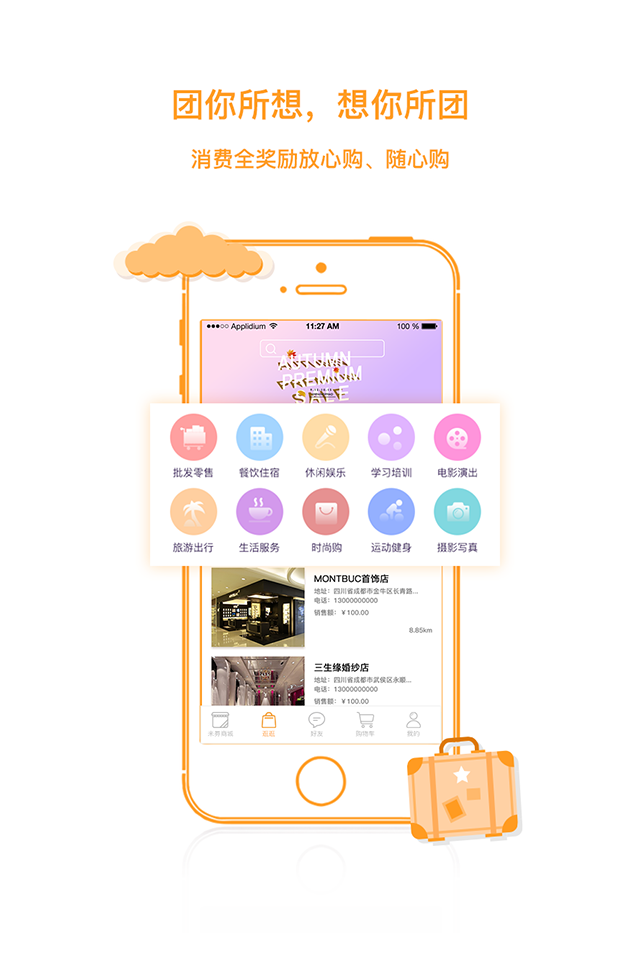 团你所想，想你所团
消费全奖励放心购、随心购
Applidium 11:27 AM 100 %
AUTUMN
PREMIUM
SALE
批发零售 餐饮住宿 休闲娱乐 学习培训 电影演出
旅游出行 生活服务 时尚购 运动健身 摄影写真
MONTBUC首饰店
地址：四川省成都市金牛区长青路...
电话：13000000000
销售额：￥100.00
8.85km
三生缘婚纱店
地址：四川省成都市武侯区永顺...
电话：13000000000
销售额：￥100.00
逛逛 好友 购物车 我的